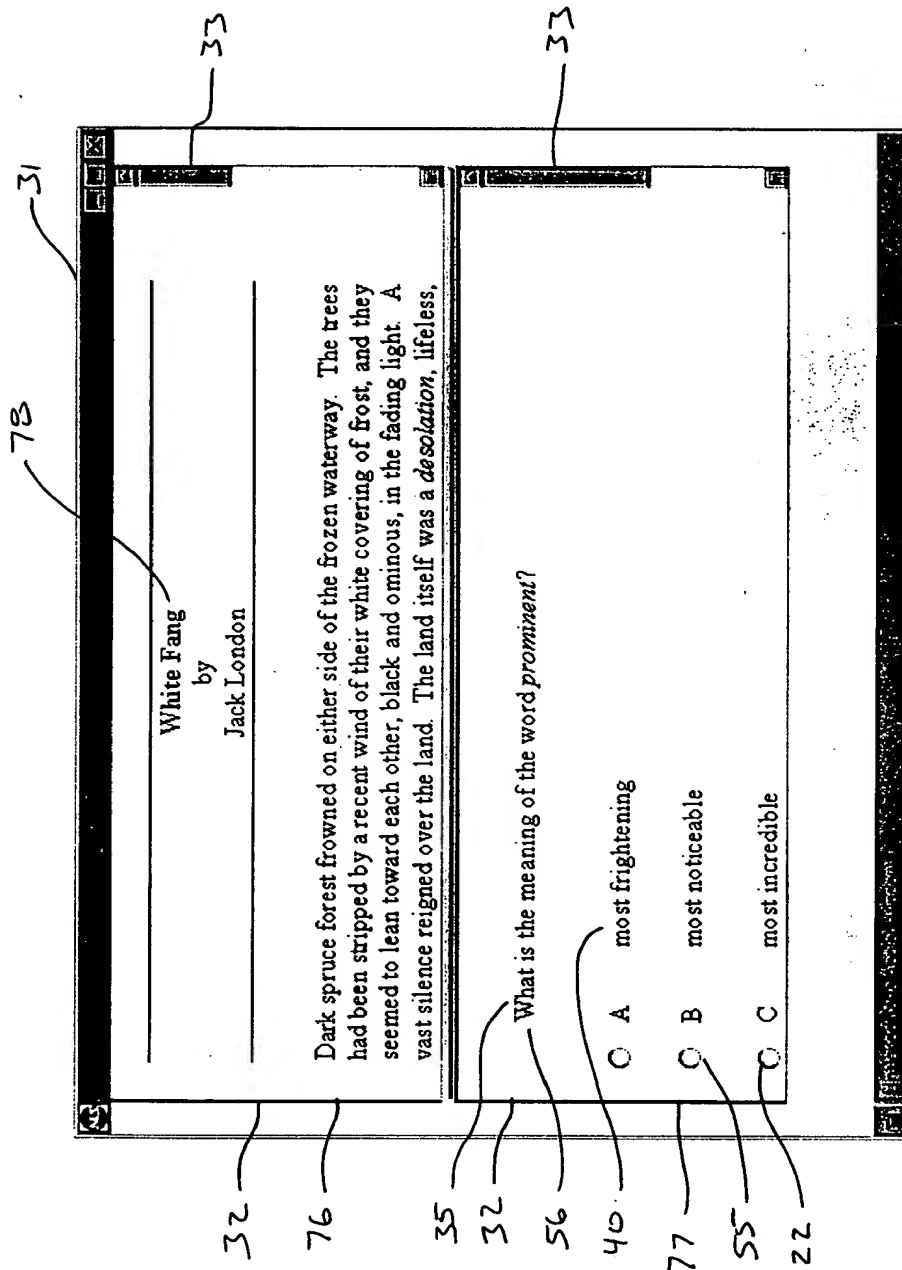 78
31
White Fang
by
Jack London
33
32
76
Dark spruce forest frowned on either side of the frozen waterway. The trees
had been stripped by a recent wind of their white covering of frost, and they
seemed to lean toward each other, black and ominous, in the fading light. A
vast silence reigned over the land. The land itself was a desolation, lifeless,
35
32
33
56
What is the meaning of the word prominent?
40
A most frightening
77
B most noticeable
55
C most incredible
22